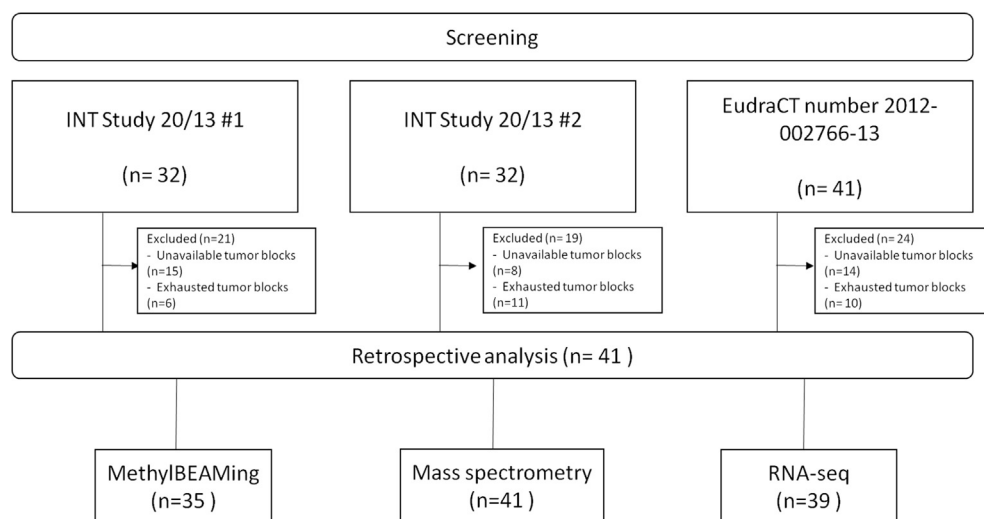 Screening
INT Study 20/13 #1
(n= 32)
INT Study 20/13 #2
(n= 32)
EudraCT number 2012-
002766-13
(n= 41)
Excluded (n=21)
- Unavailable tumor blocks
(n=15)
- Exhausted tumor blocks
(n=6)
Excluded (n=19)
- Unavailable tumor blocks
(n=8)
- Exhausted tumor blocks
(n=11)
Excluded (n=24)
- Unavailable tumor blocks
(n=14)
- Exhausted tumor blocks
(n=10)
Retrospective analysis (n= 41 )
MethylBEAMing
(n=35 )
Mass spectrometry
(n=41)
RNA-seq
(n=39)